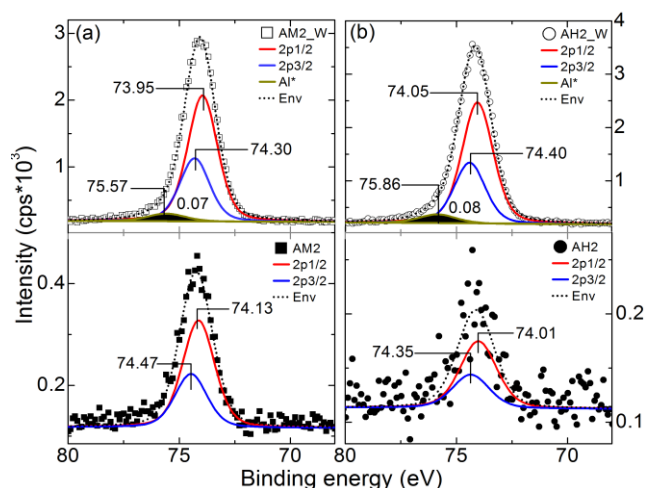 (a)
AM2_W
2p1/2
2p3/2
Al*
Env
73.95
74.30
75.57
0.07
3
2
1
(b)
AH2_W
2p1/2
2p3/2
Al*
Env
74.05
74.40
75.86
0.08
4
3
2
1
Intensity (cps*10³)
AM2
2p1/2
2p3/2
Env
74.13
74.47
0.4
0.2
AH2
2p1/2
2p3/2
Env
74.01
74.35
0.2
0.1
80 75 70
80 75 70
Binding energy (eV)